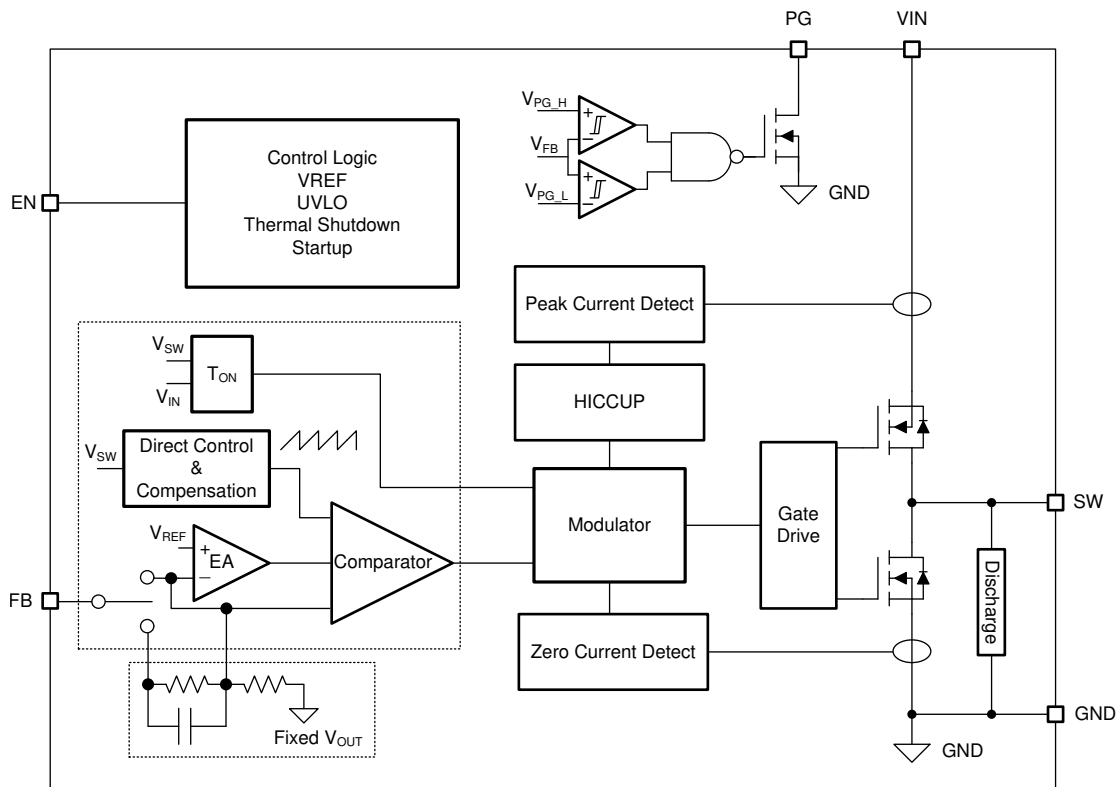 PG
VIN
V_PG_H
V_FB
V_PG_L
GND
Control Logic
VREF
UVLO
Thermal Shutdown
Startup
EN
Peak Current Detect
V_SW
V_IN
T_ON
HICCUP
V_SW
Direct Control
&
Compensation
Modulator
Gate
Drive
SW
V_REF
+
EA
−
Comparator
FB
Discharge
Zero Current Detect
Fixed V_OUT
GND
GND